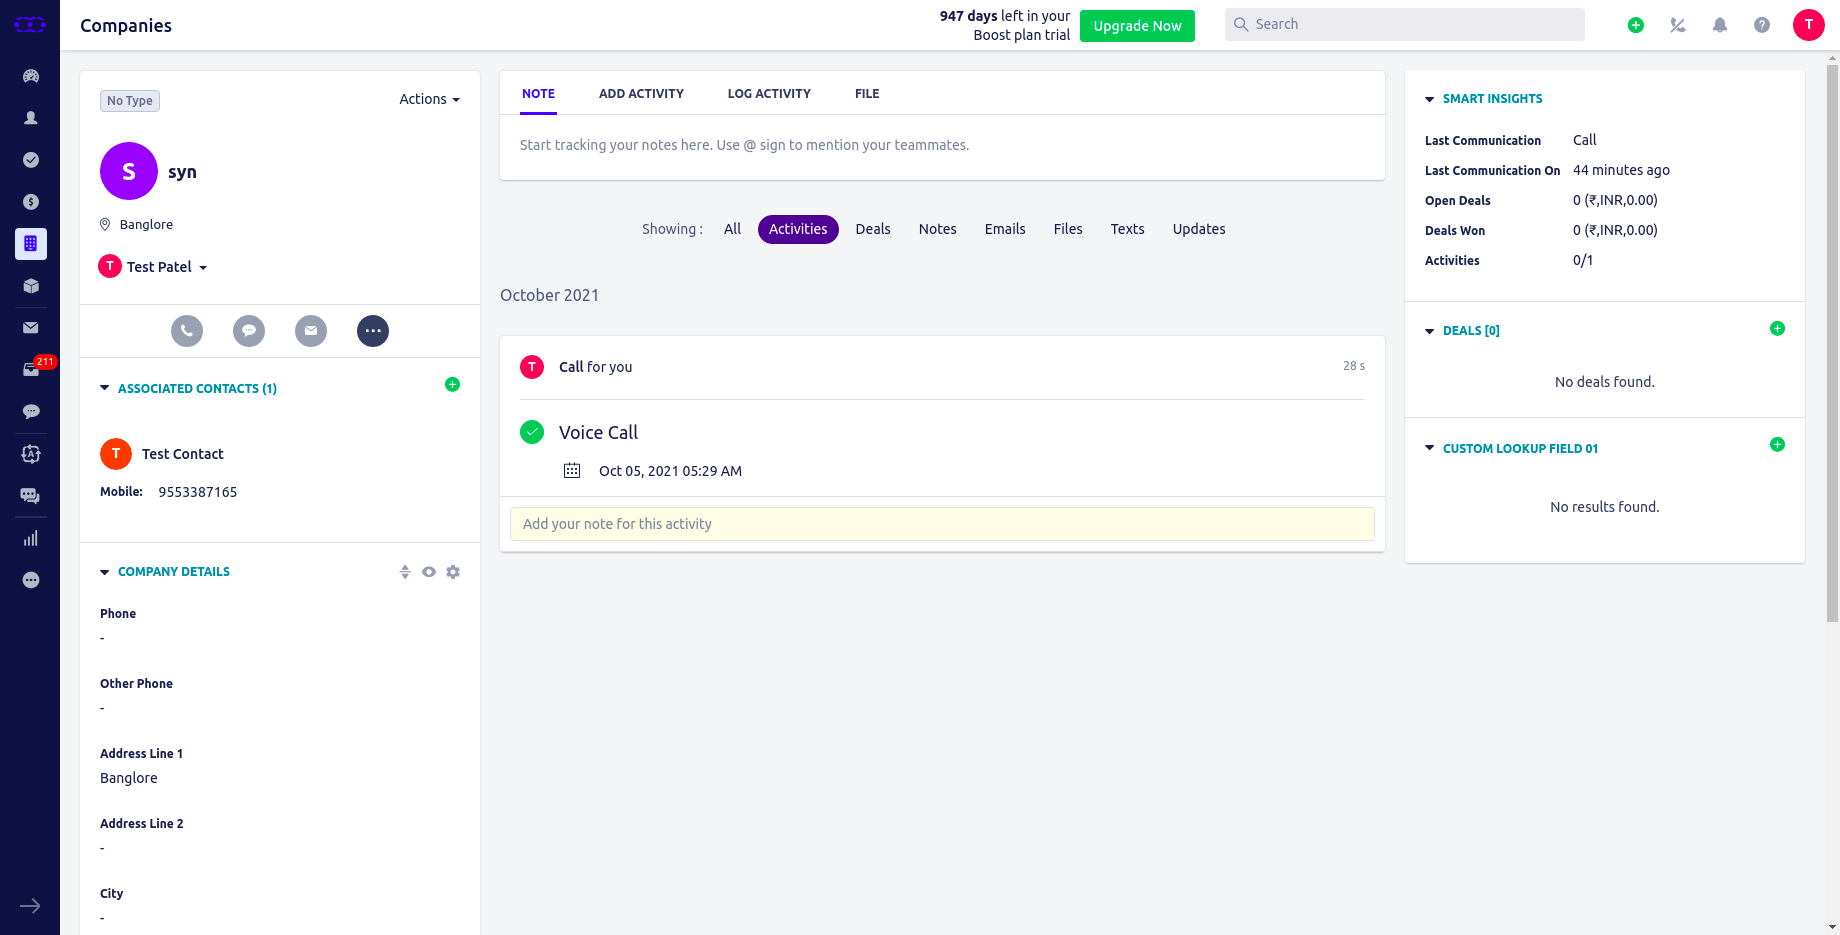 Companies
947 days left in your
Boost plan trial
Upgrade Now
Search
T
211
No Type
Actions
S
syn
Banglore
T
Test Patel
ASSOCIATED CONTACTS (1)
T
Test Contact
Mobile: 9553387165
COMPANY DETAILS
Phone
-
Other Phone
-
Address Line 1
Banglore
Address Line 2
-
City
-
NOTE ADD ACTIVITY LOG ACTIVITY FILE
Start tracking your notes here. Use @ sign to mention your teammates.
Showing : All Activities Deals Notes Emails Files Texts Updates
October 2021
T
Call for you
28 s
Voice Call
Oct 05, 2021 05:29 AM
Add your note for this activity
SMART INSIGHTS
Last Communication Call
Last Communication On 44 minutes ago
Open Deals 0 (₹,INR,0.00)
Deals Won 0 (₹,INR,0.00)
Activities 0/1
DEALS [0]
No deals found.
CUSTOM LOOKUP FIELD 01
No results found.